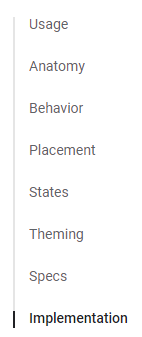 Usage
Anatomy
Behavior
Placement
States
Theming
Specs
Implementation